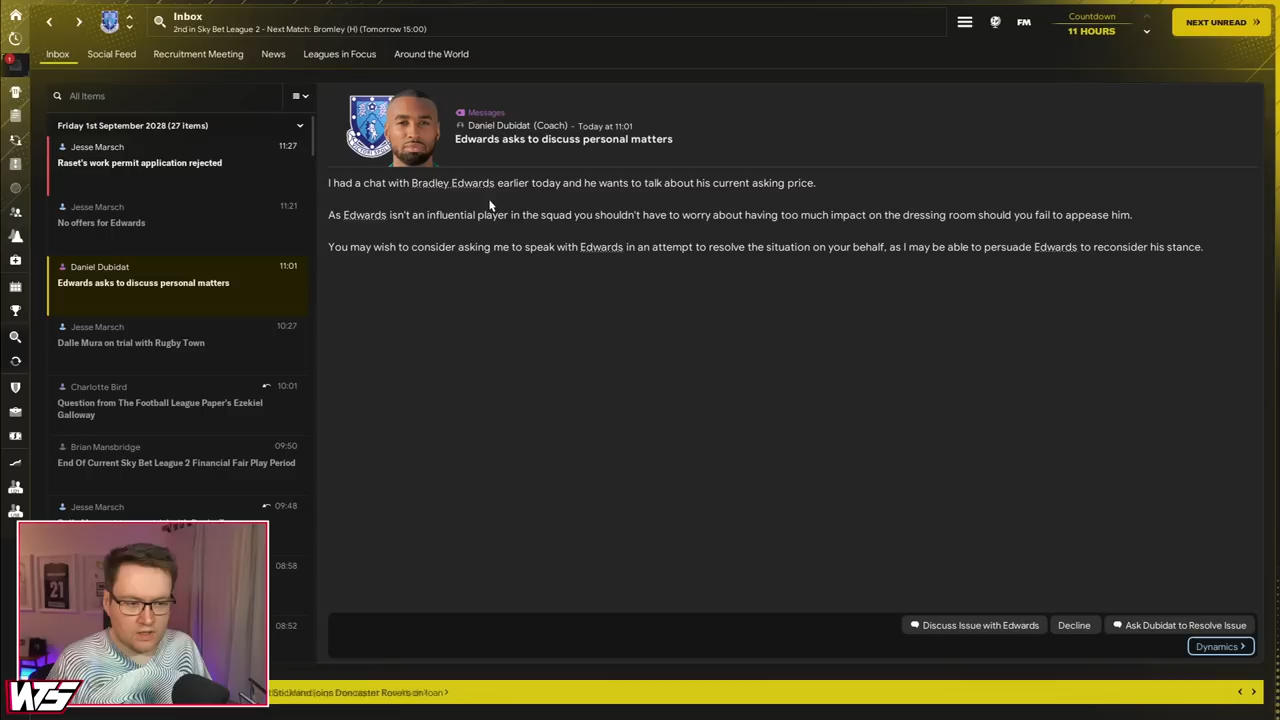 Inbox
2nd in Sky Bet League 2 - Next Match: Bromley (H) (Tomorrow 15:00)
FM
Countdown
11 HOURS
NEXT UNREAD
1
Inbox
Social Feed
Recruitment Meeting
News
Leagues in Focus
Around the World
All Items
Friday 1st September 2028 (27 items)
Jesse Marsch 11:27
Raset's work permit application rejected
Jesse Marsch 11:21
No offers for Edwards
Daniel Dubidat 11:01
Edwards asks to discuss personal matters
Jesse Marsch 10:27
Dalle Mura on trial with Rugby Town
Charlotte Bird 10:01
Question from The Football League Paper's Ezekiel
Galloway
Brian Mansbridge 09:50
End Of Current Sky Bet League 2 Financial Fair Play Period
Jesse Marsch 09:48
08:58
08:52
Messages
Daniel Dubidat (Coach) - Today at 11:01
Edwards asks to discuss personal matters
I had a chat with Bradley Edwards earlier today and he wants to talk about his current asking price.
As Edwards isn't an influential player in the squad you shouldn't have to worry about having too much impact on the dressing room should you fail to appease him.
You may wish to consider asking me to speak with Edwards in an attempt to resolve the situation on your behalf, as I may be able to persuade Edwards to reconsider his stance.
Discuss Issue with Edwards
Decline
Ask Dubidat to Resolve Issue
Dynamics
21
WTS
joins Doncaster Rovers on loan